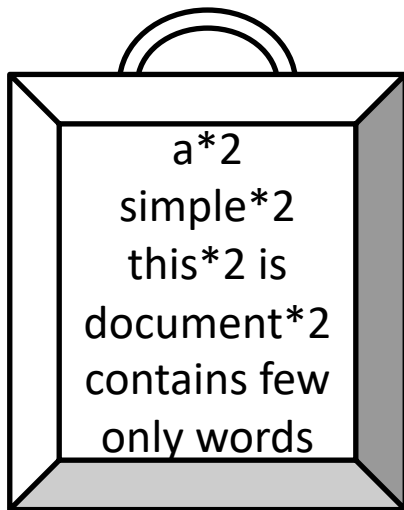 a*2
simple*2
this*2 is
document*2
contains few
only words